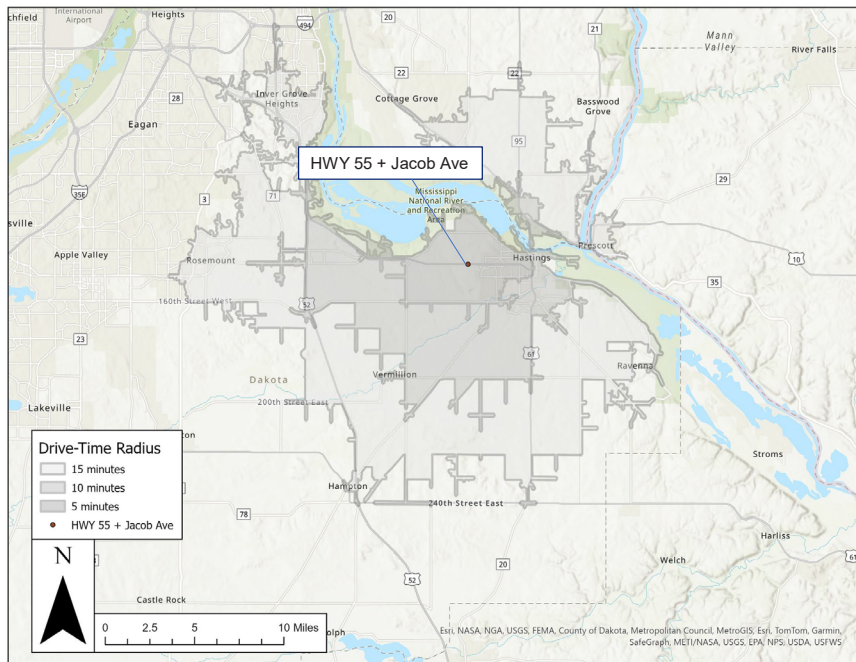 rchfield
International
Airport
Heights
494
20
21
Mann
Valley
River Falls
22
22
28
Inver Grove
Heights
Cottage Grove
Basswood
Grove
Eagan
95
HWY 55 + Jacob Ave
35E
3
71
29
Mississippi
National River
and Recreation
Area
sville
Apple Valley
Rosemount
Hastings
Prescott
10
160th Street West
52
35
23
61
Dakota
Vermillion
Ravenna
Lakeville
200th Street East
Drive-Time Radius
15 minutes
10 minutes
5 minutes
HWY 55 + Jacob Ave
ton
Stroms
Hampton
240th Street East
78
Harliss
N
20
Welch
61
52
Castle Rock
0 2.5 5 10 Miles
olph
Esri, NASA, NGA, USGS, FEMA, County of Dakota, Metropolitan Council, MetroGIS, Esri, TomTom, Garmin,
SafeGraph, METI/NASA, USGS, EPA, NPS, USDA, USFWS